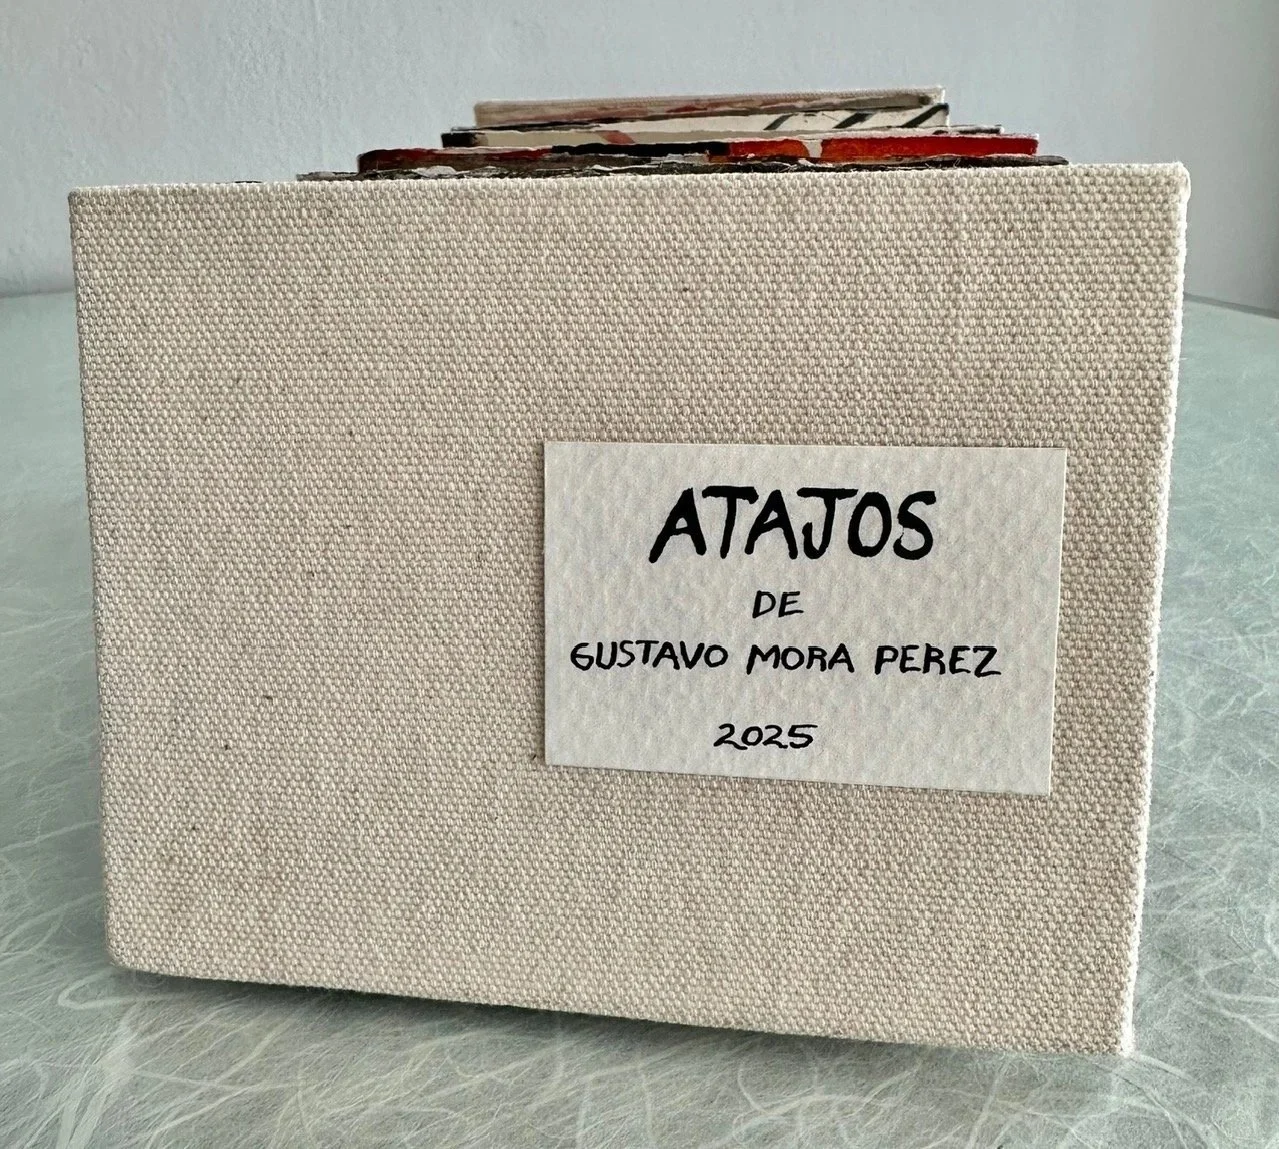 ATAJOS
DE
GUSTAVO MORA PEREZ
2025